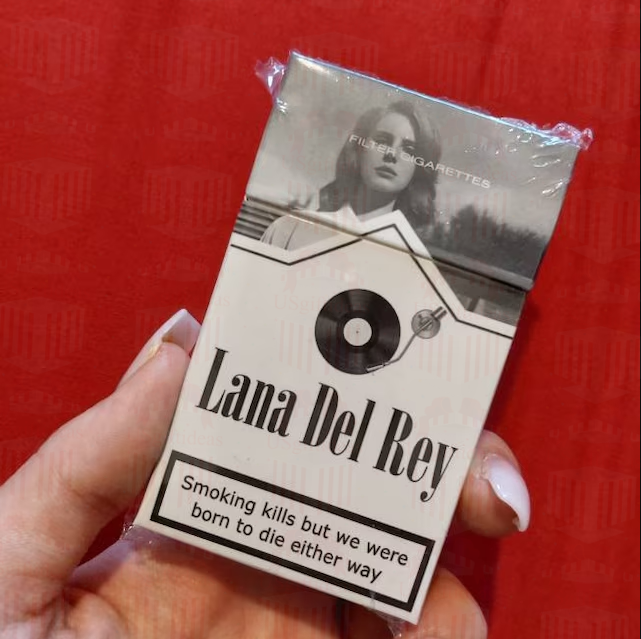 FILTER CIGARETTES
Lana Del Rey
Smoking kills but we were
born to die either way